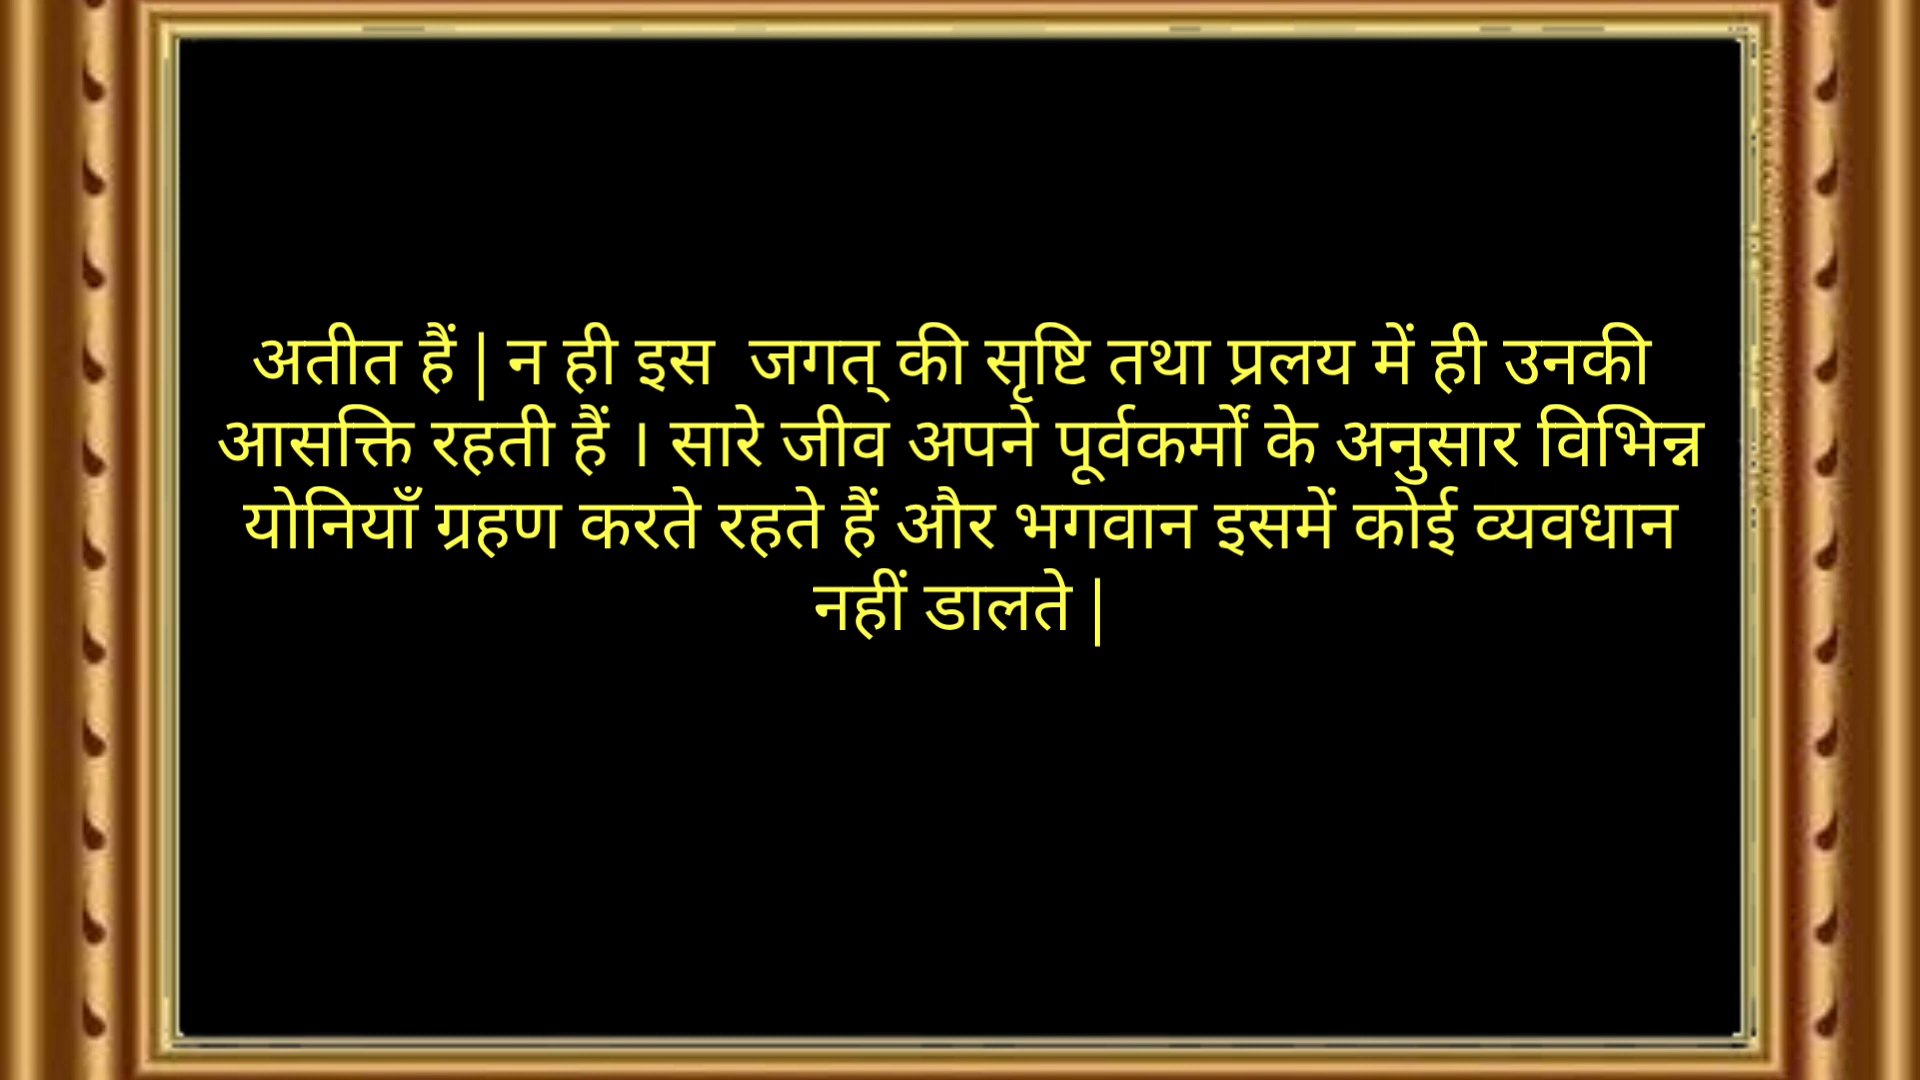 अतीत हैं | न ही इस  जगत् की सृष्टि तथा प्रलय में ही उनकी
आसक्ति रहती हैं । सारे जीव अपने पूर्वकर्मों के अनुसार विभिन्न
योनियाँ ग्रहण करते रहते हैं और भगवान इसमें कोई व्यवधान
नहीं डालते |